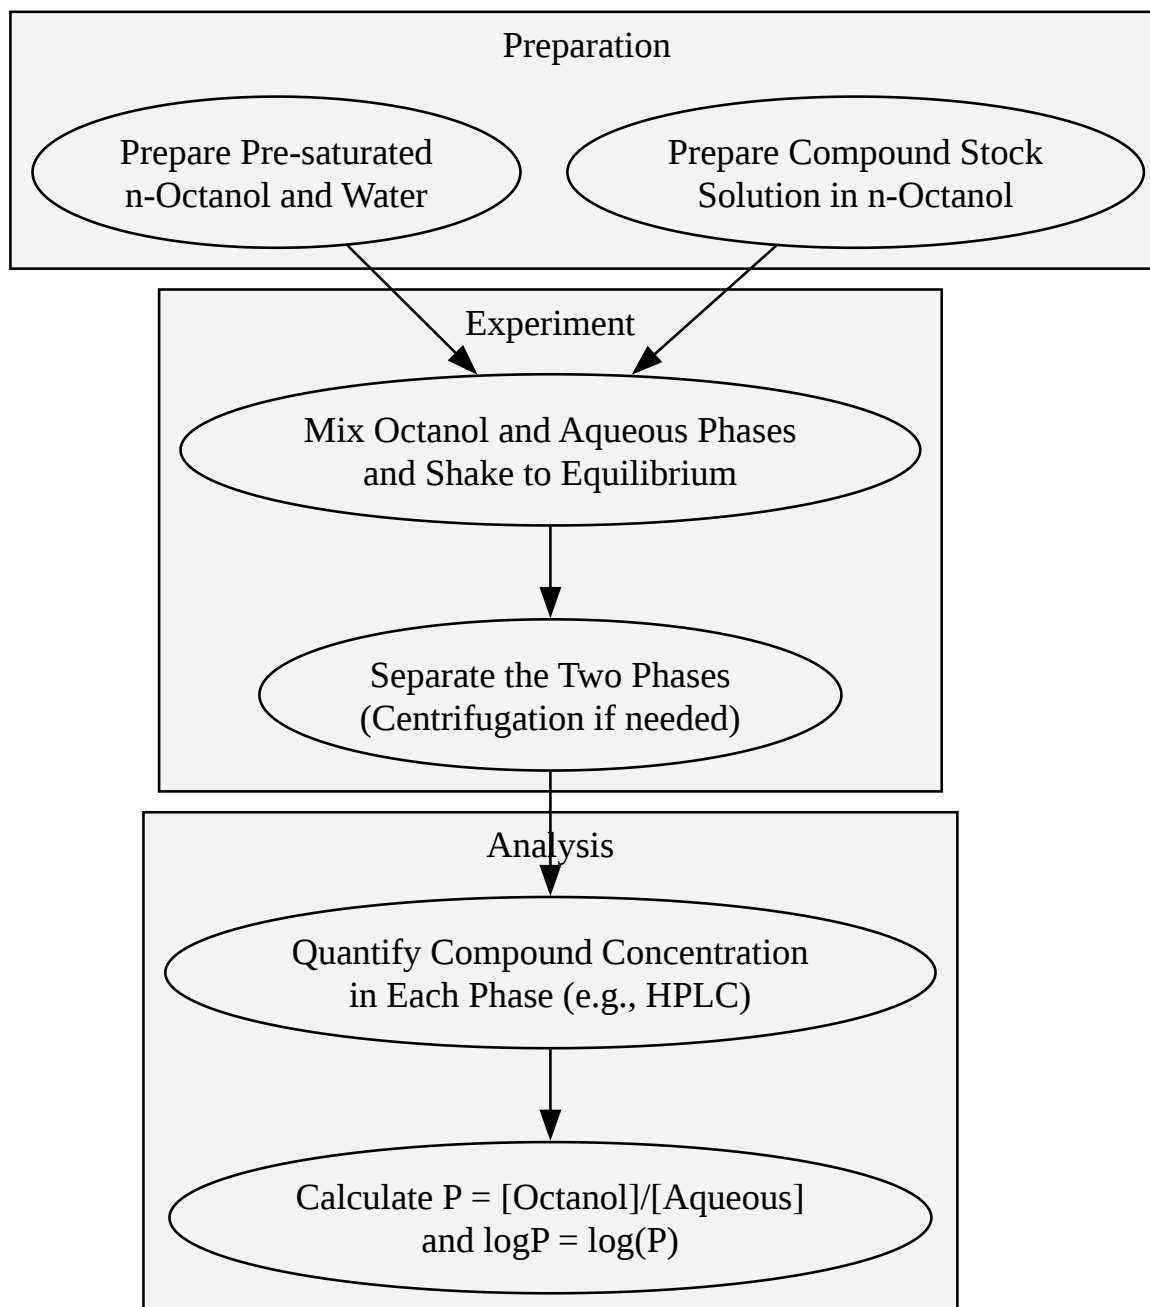 Preparation
Prepare Pre-saturated
n-Octanol and Water
Prepare Compound Stock
Solution in n-Octanol
Experiment
Mix Octanol and Aqueous Phases
and Shake to Equilibrium
Separate the Two Phases
(Centrifugation if needed)
Analysis
Quantify Compound Concentration
in Each Phase (e.g., HPLC)
Calculate P = [Octanol]/[Aqueous]
and logP = log(P)